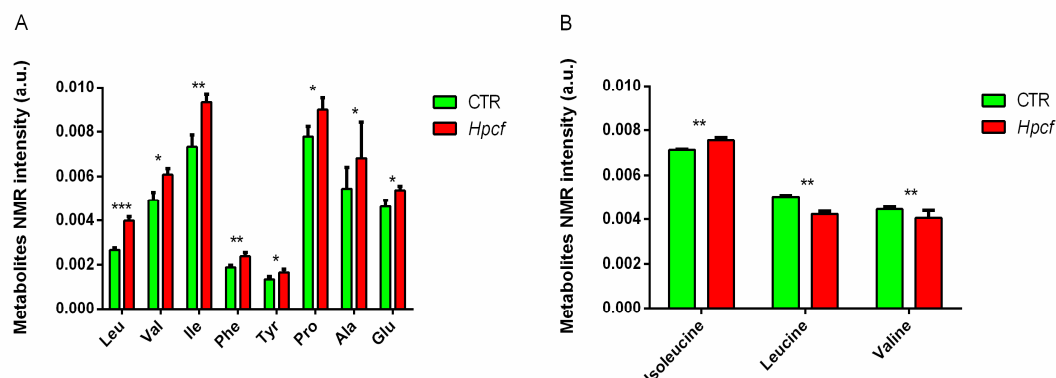 A
Metabolites NMR intensity (a.u.)
0.010
0.008
0.006
0.004
0.002
0.000
***
*
**
**
*
*
*
*
Leu
Val
Ile
Phe
Tyr
Pro
Ala
Glu
CTR
Hpcf
B
Metabolites NMR intensity (a.u.)
0.010
0.008
0.006
0.004
0.002
0.000
**
**
**
Isoleucine
Leucine
Valine
CTR
Hpcf